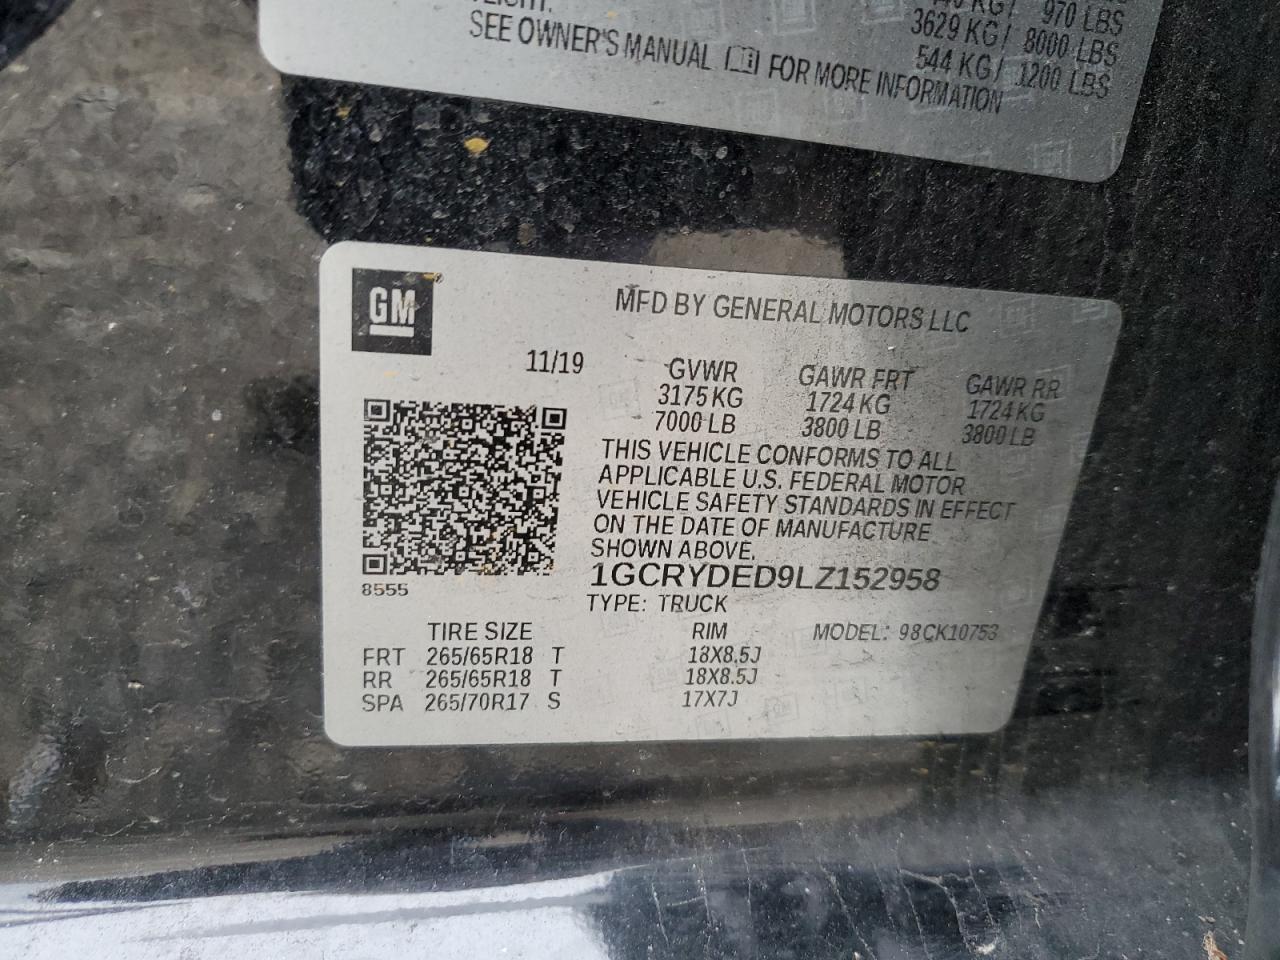 970 LBS
3629 KG/ 8000 LBS
SEE OWNER'S MANUAL FOR MORE INFORMATION
544 KG/ 1200 LBS
GM
MFD BY GENERAL MOTORS LLC
11/19
GVWR GAWR FRT GAWR RR
3175 KG 1724 KG 1724 KG
7000 LB 3800 LB 3800 LB
THIS VEHICLE CONFORMS TO ALL
APPLICABLE U.S. FEDERAL MOTOR
VEHICLE SAFETY STANDARDS IN EFFECT
ON THE DATE OF MANUFACTURE
SHOWN ABOVE.
8555
1GCRYDED9LZ152958
TYPE: TRUCK
TIRE SIZE RIM MODEL: 98CK10753
FRT 265/65R18 T 18X8.5J
RR 265/65R18 T 18X8.5J
SPA 265/70R17 S 17X7J